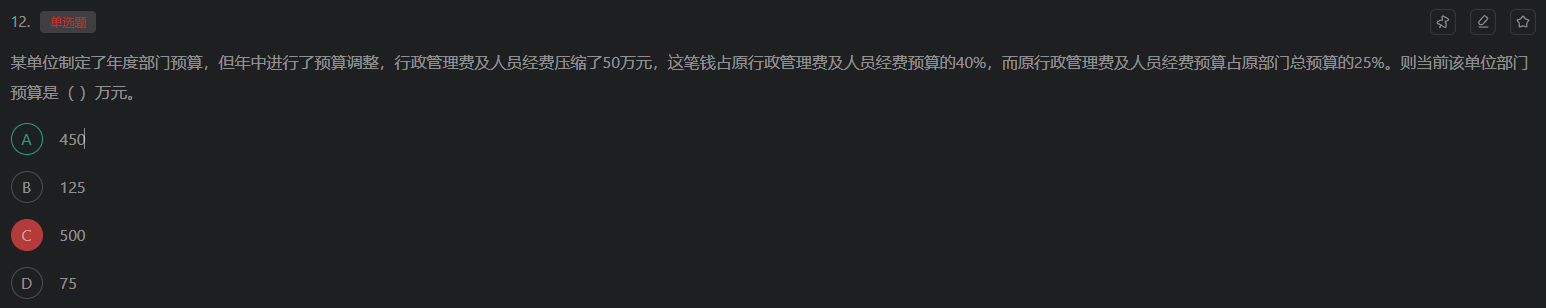 12. 单选题
某单位制定了年度部门预算，但年中进行了预算调整，行政管理费及人员经费压缩了50万元，这笔钱占原行政管理费及人员经费预算的40%，而原行政管理费及人员经费预算占原部门总预算的25%。则当前该单位部门
预算是（ ）万元。
A 450
B 125
C 500
D 75